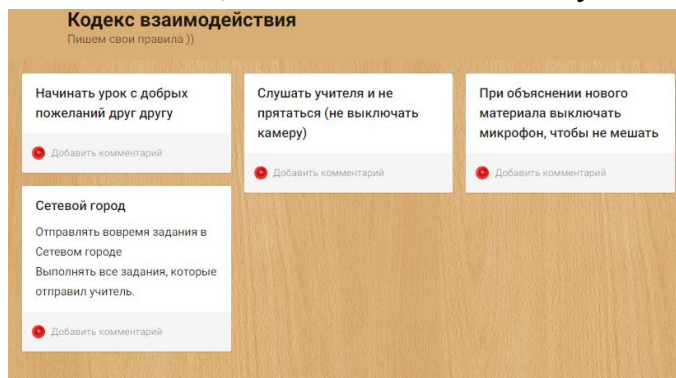 Кодекс взаимодействия
Пишем свои правила ))
Начинать урок с добрых
пожеланий друг другу
Добавить комментарий
Сетевой город
Отправлять вовремя задания в
Сетевом городе
Выполнять все задания, которые
отправил учитель.
Добавить комментарий
Слушать учителя и не
прятаться (не выключать
камеру)
Добавить комментарий
При объяснении нового
материала выключать
микрофон, чтобы не мешать
Добавить комментарий